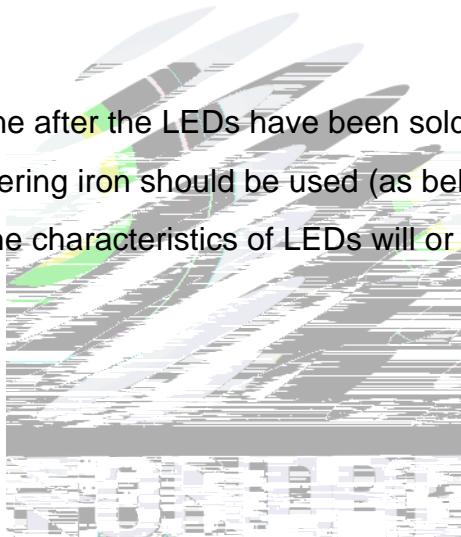 ne after the LEDs have been sold
ering iron should be used (as bel
ne characteristics of LEDs will or